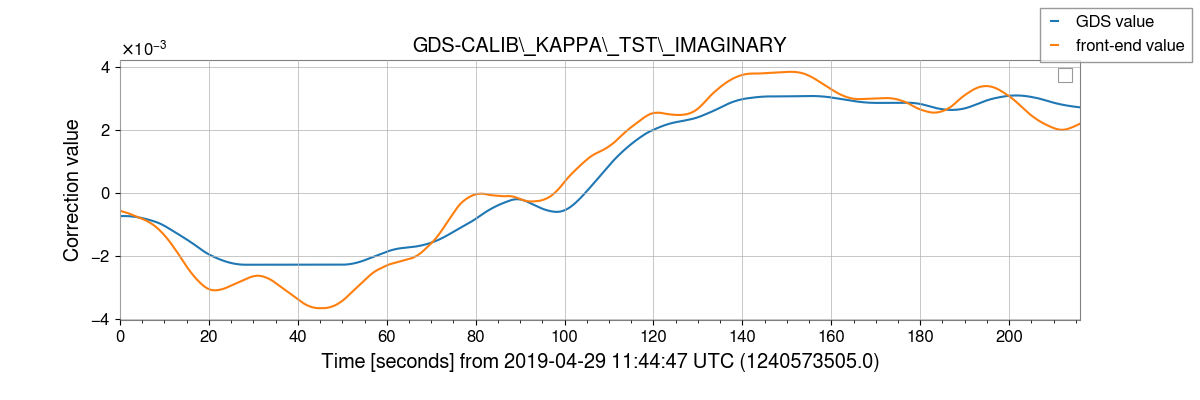 GDS value
front-end value
GDS-CALIB\_KAPPA\_TST\_IMAGINARY
×10⁻³
4
2
0
−2
−4
Correction value
0 20 40 60 80 100 120 140 160 180 200
Time [seconds] from 2019-04-29 11:44:47 UTC (1240573505.0)